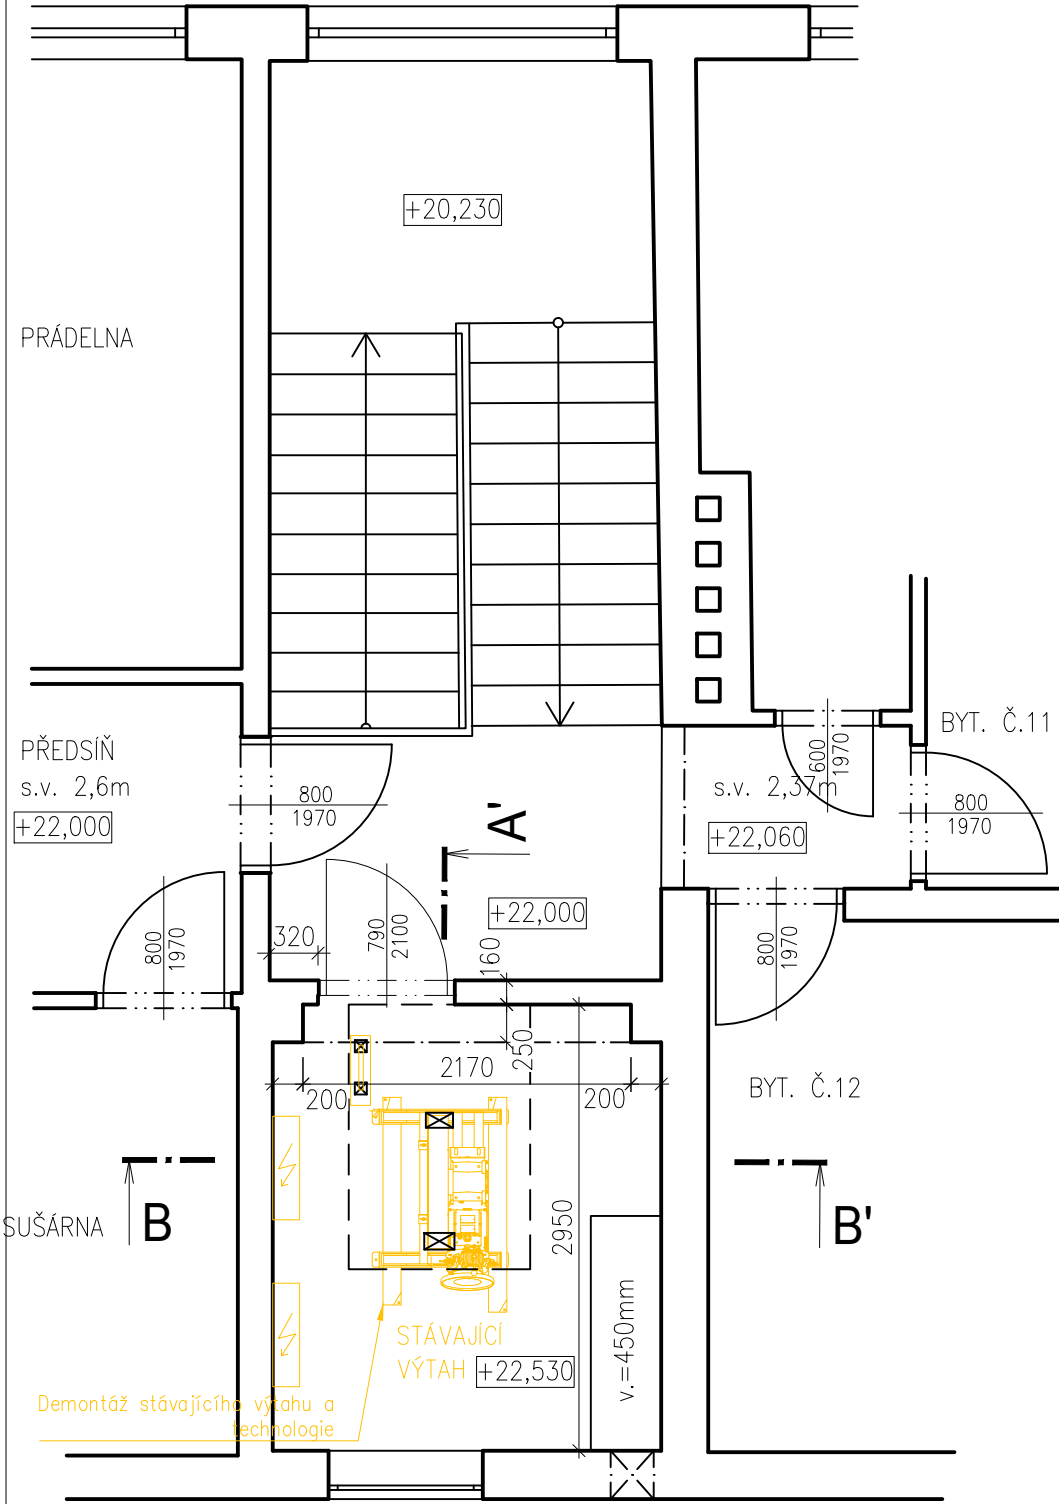 +20,230
PRÁDELNA
PŘEDSÍŇ
s.v. 2,6m
+22,000
800
1970
A'
600
1970
s.v. 2,37m
+22,060
BYT. Č.11
800
1970
800
1970
320
790
2100
+22,000
160
800
1970
250
2170
200
200
BYT. Č.12
SUŠÁRNA
B
B'
2950
v.=450mm
STÁVAJÍCÍ
VÝTAH
+22,530
Demontáž stávajícího výtahu a
technologie